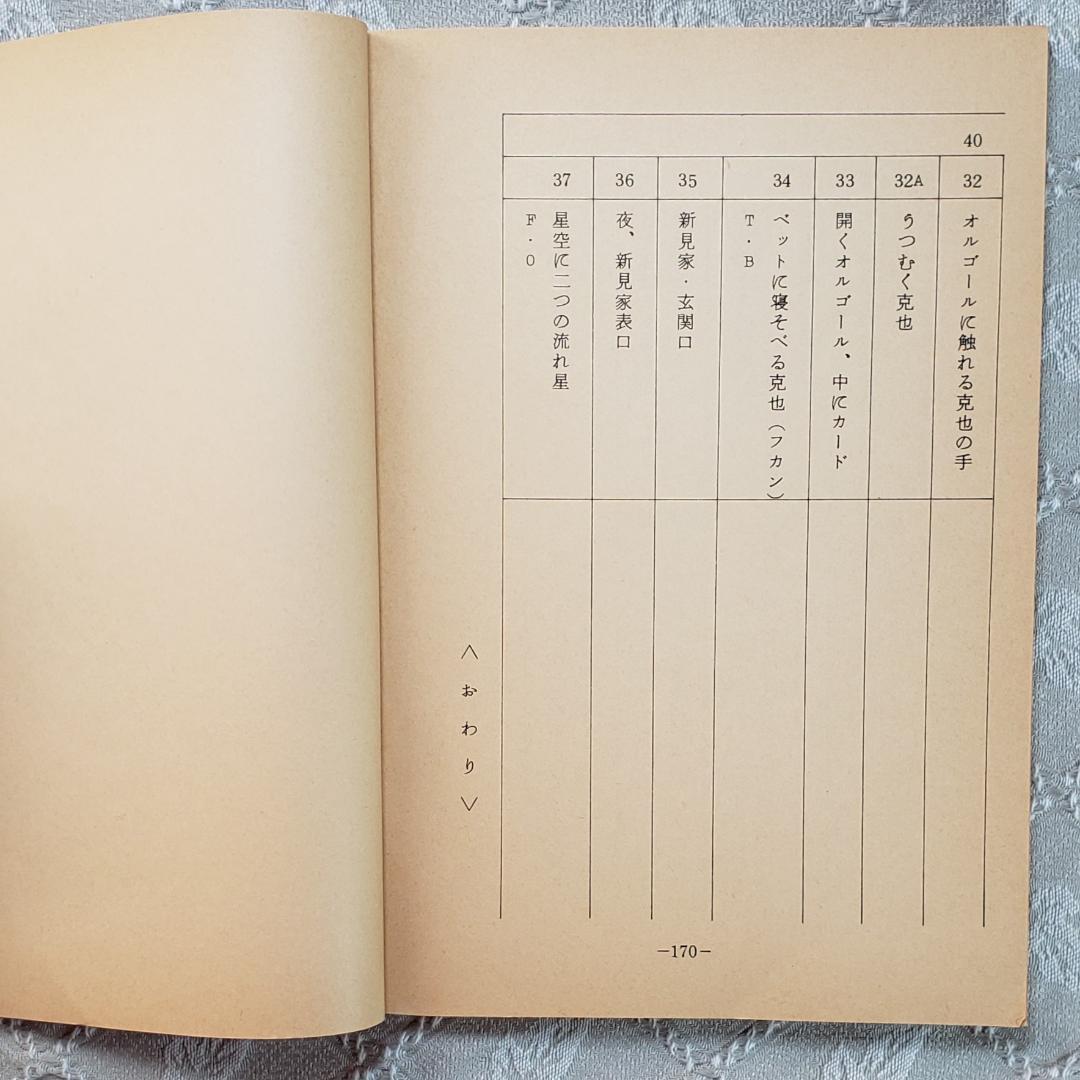 40
32
オルゴールに触れる克也の手
32A
うつむく克也
33
開くオルゴール、中にカード
34
ベットに寝そべる克也（フカン）
T・B
35
新見家・玄関口
36
夜、新見家表口
37
星空に二つの流れ星
F・O
＜おわり＞
－170－